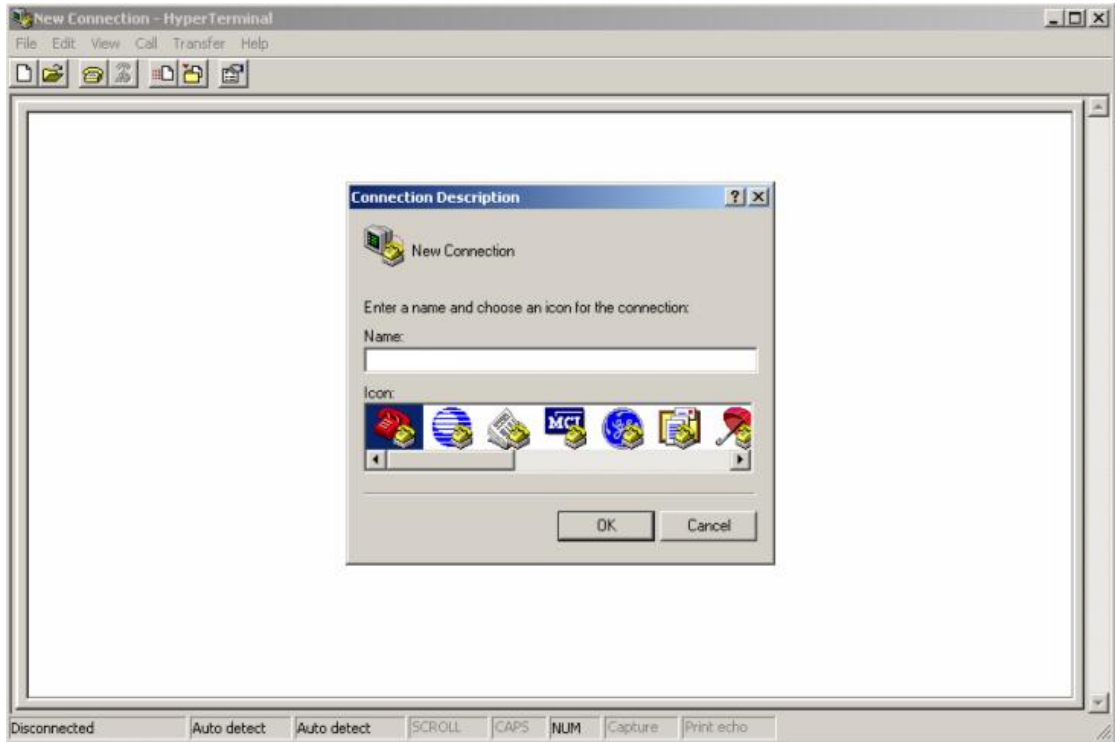 New Connection - HyperTerminal
File Edit View Call Transfer Help
Connection Description
New Connection
Enter a name and choose an icon for the connection:
Name:
Icon:
MCI
OK Cancel
Disconnected Auto detect Auto detect SCROLL CAPS NUM Capture Print echo